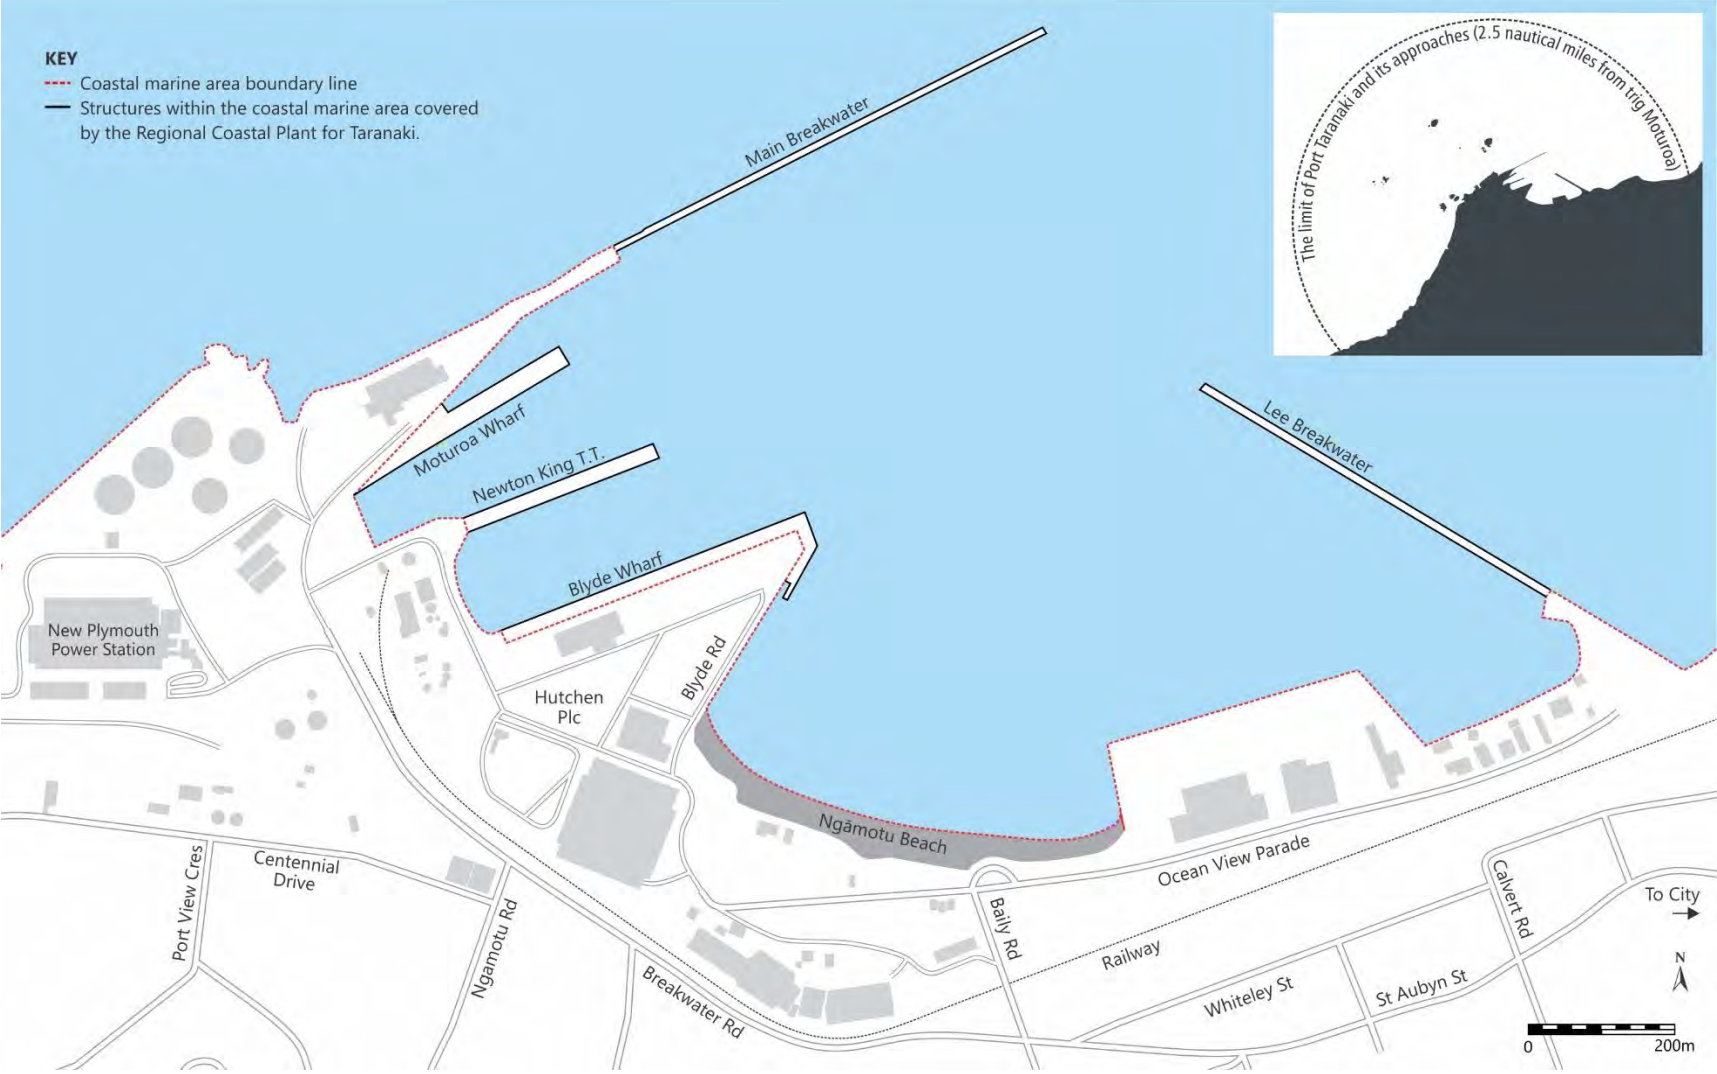 KEY
Coastal marine area boundary line
Structures within the coastal marine area covered
by the Regional Coastal Plant for Taranaki.
The limit of Port Taranaki and its approaches (2.5 nautical miles from trig Moturoa)
Main Breakwater
Lee Breakwater
Moturoa Wharf
Newton King T.T.
Blyde Wharf
New Plymouth
Power Station
Hutchen
Plc
Blyde Rd
Ngāmotu Beach
Centennial
Drive
Port View Cres
Ngamotu Rd
Breakwater Rd
Baily Rd
Ocean View Parade
Railway
Whiteley St
St Aubyn St
Calvert Rd
To City
N
0 200m